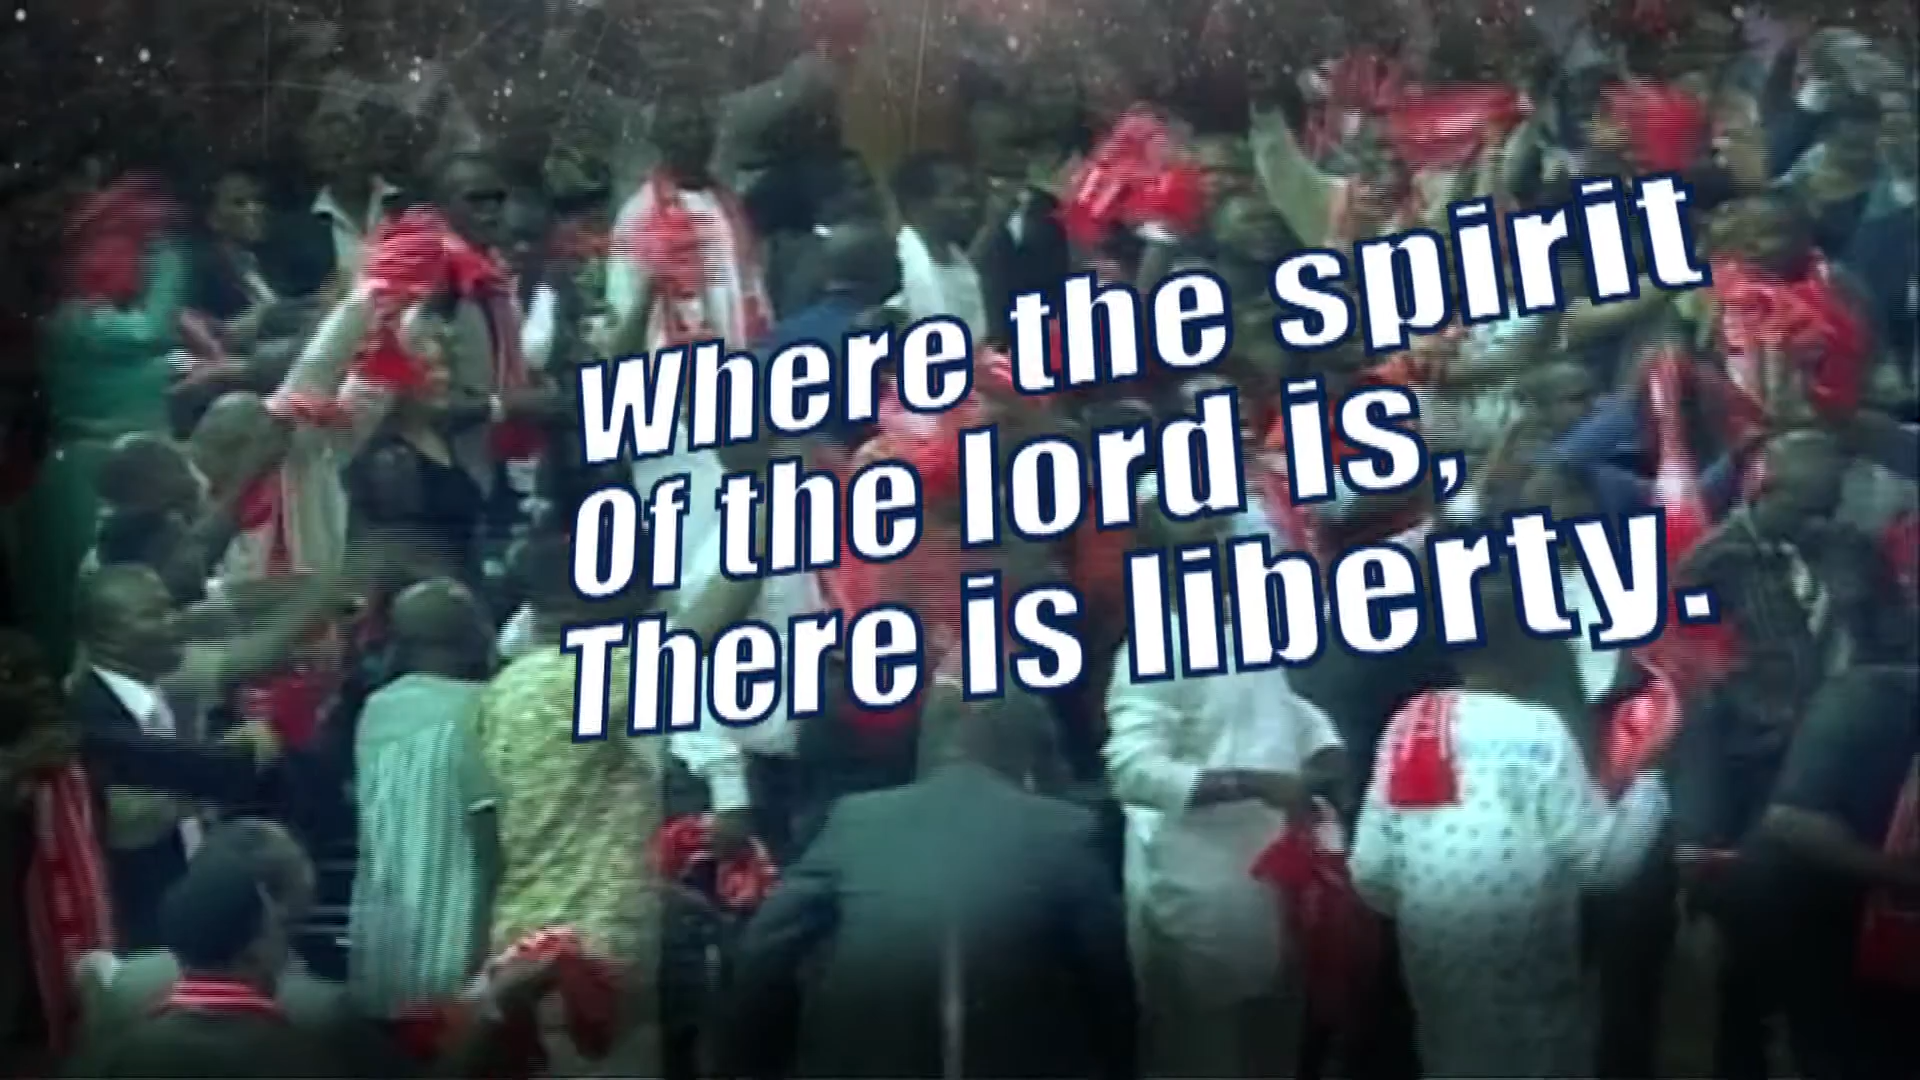 Where the spirit
Of the lord is,
There is liberty.